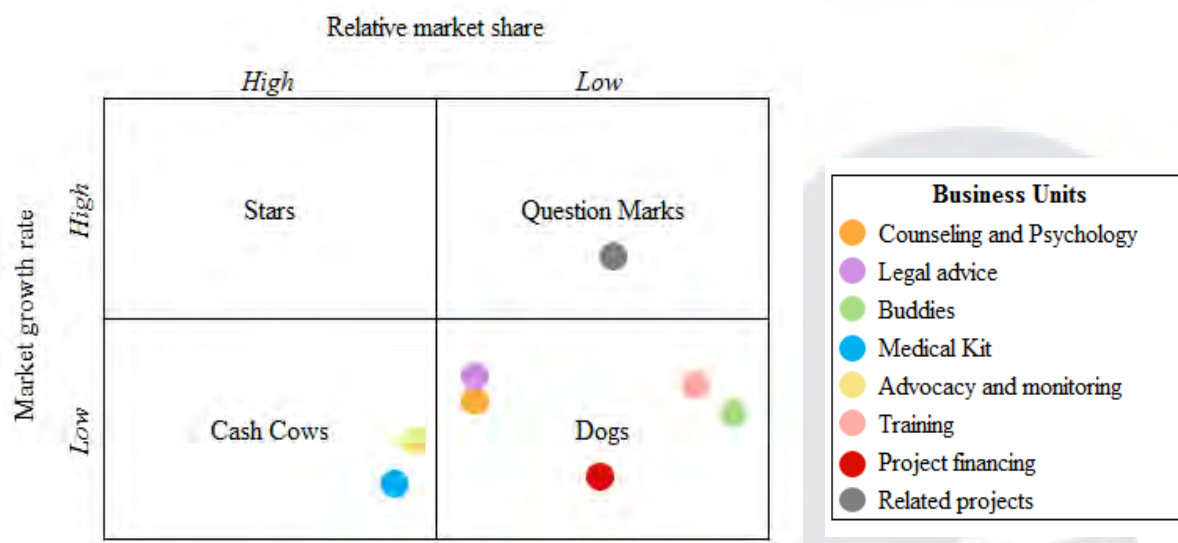 Relative market share
High
Low
Market growth rate
High
Stars
Question Marks
Low
Cash Cows
Dogs
Business Units
Counseling and Psychology
Legal advice
Buddies
Medical Kit
Advocacy and monitoring
Training
Project financing
Related projects